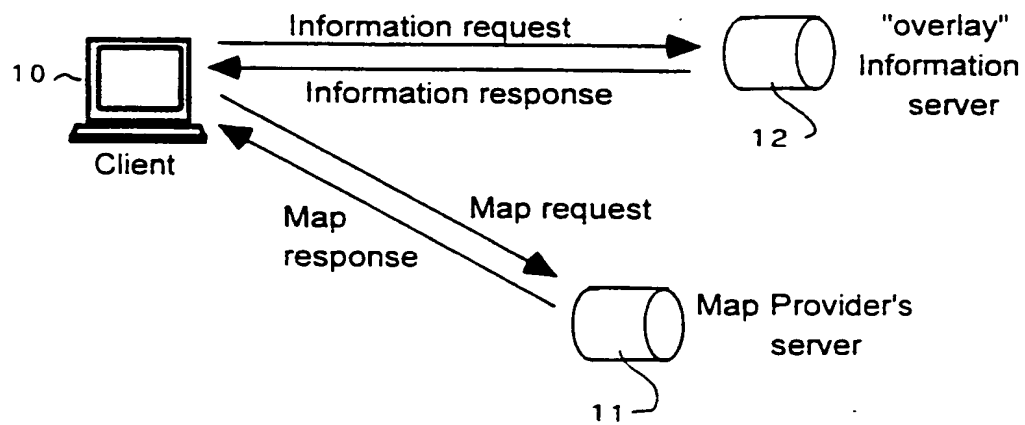 Information request
"overlay"
Information
server
10
Information response
12
Client
Map request
Map
response
Map Provider's
server
11